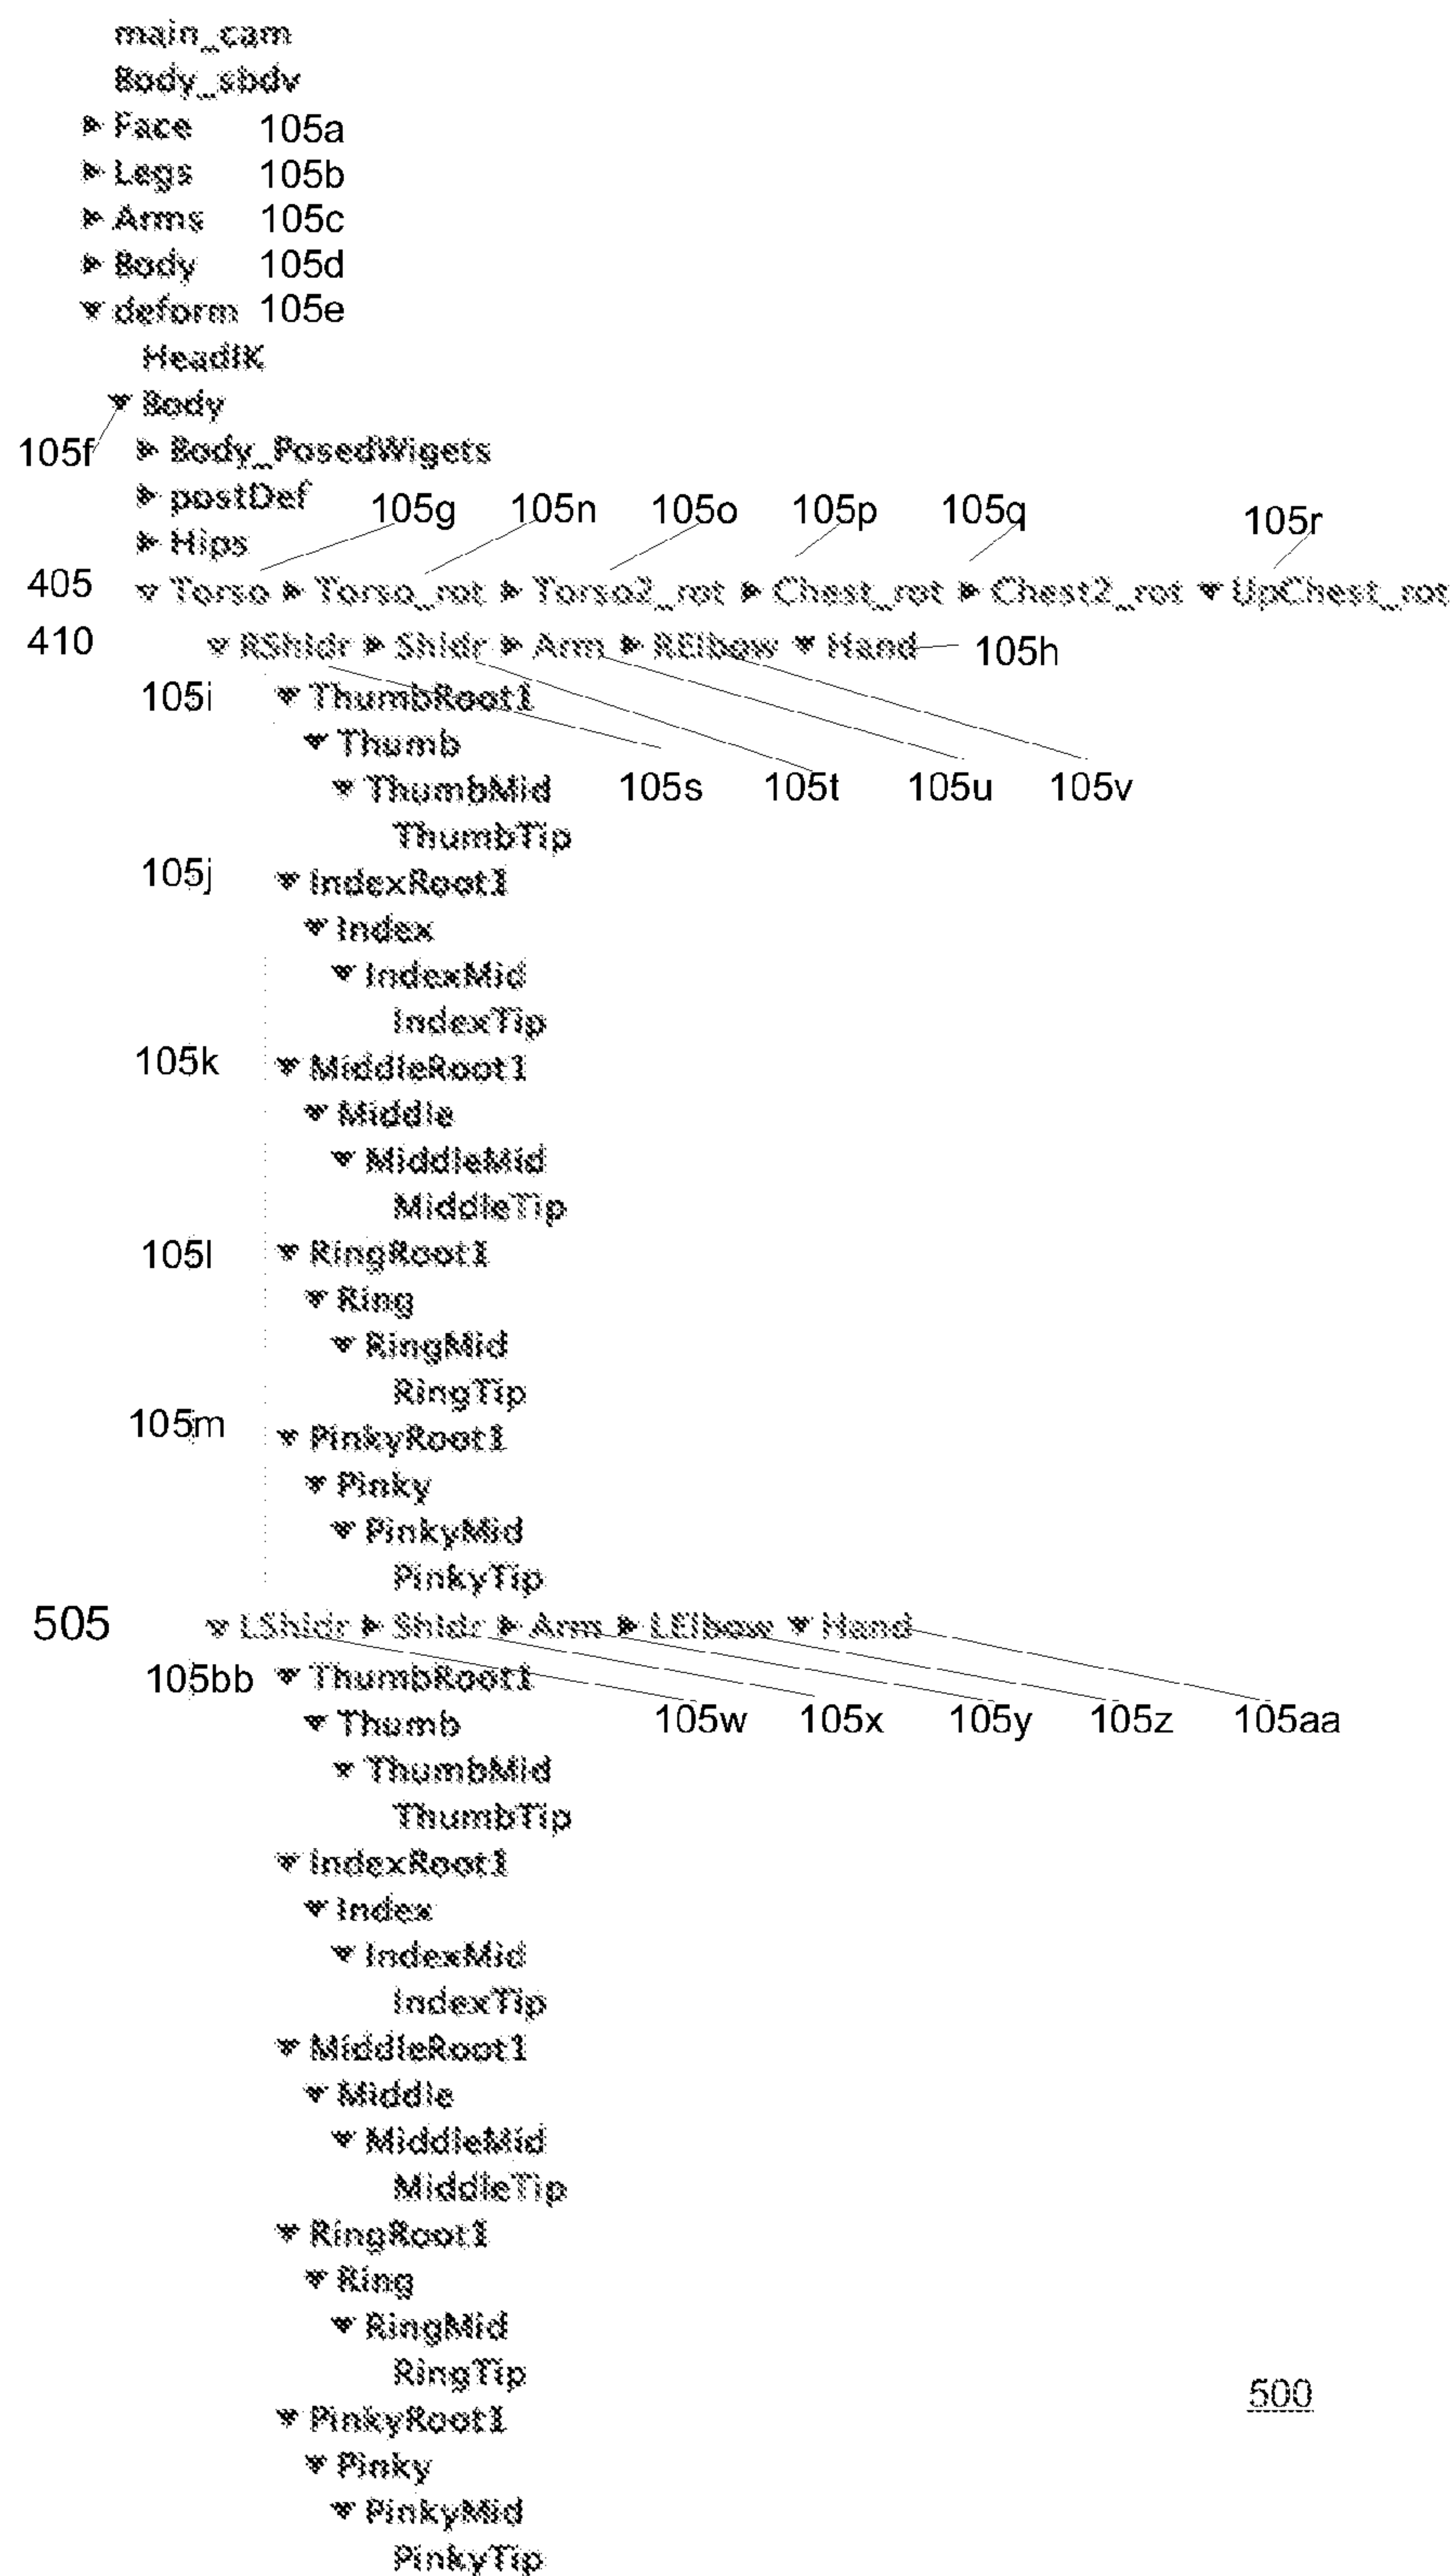 main_cam
Body_sbdv
Face 105a
Legs 105b
Arms 105c
Body 105d
deform 105e
HeadIK
Body
105f Body_PosedWigets
postDef 105g 105n 105o 105p 105q 105r
Hips
405 Torso Torso_rot Torso2_rot Chest_rot Chest2_rot UpChest_rot
410 RShldr Shldr Arm RElbow Hand 105h
105i ThumbRoot1
Thumb
ThumbMid 105s 105t 105u 105v
ThumbTip
105j IndexRoot1
Index
IndexMid
IndexTip
105k MiddleRoot1
Middle
MiddleMid
MiddleTip
105l RingRoot1
Ring
RingMid
RingTip
105m PinkyRoot1
Pinky
PinkyMid
PinkyTip
505 LShldr Shldr Arm LElbow Hand
105bb ThumbRoot1
Thumb 105w 105x 105y 105z 105aa
ThumbMid
ThumbTip
IndexRoot1
Index
IndexMid
IndexTip
MiddleRoot1
Middle
MiddleMid
MiddleTip
RingRoot1
Ring
RingMid
RingTip
500
PinkyRoot1
Pinky
PinkyMid
PinkyTip